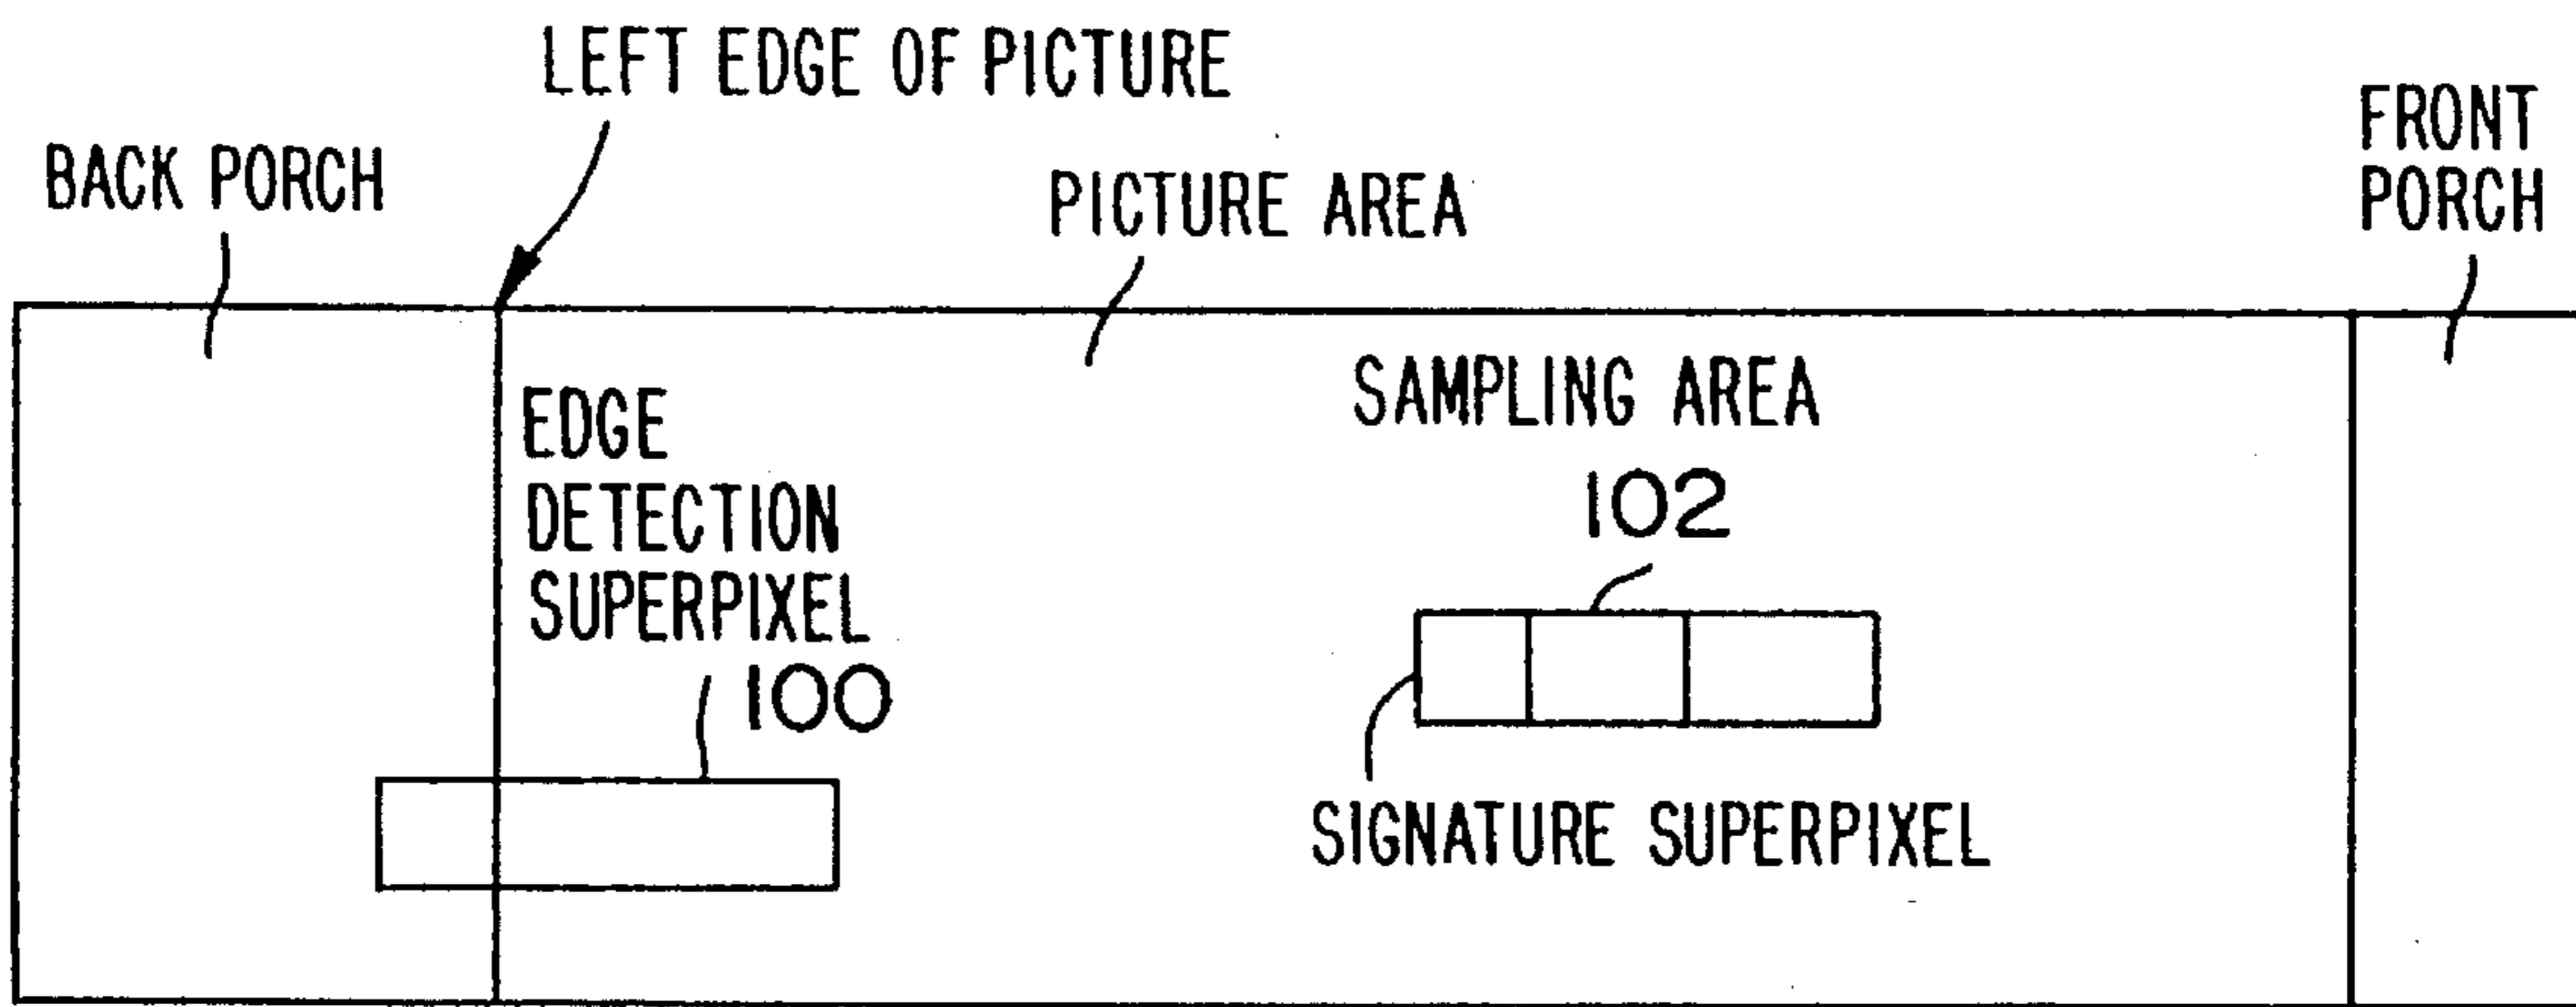 LEFT EDGE OF PICTURE
BACK PORCH
PICTURE AREA
FRONT
PORCH
EDGE
DETECTION
SUPERPIXEL
100
SAMPLING AREA
102
SIGNATURE SUPERPIXEL